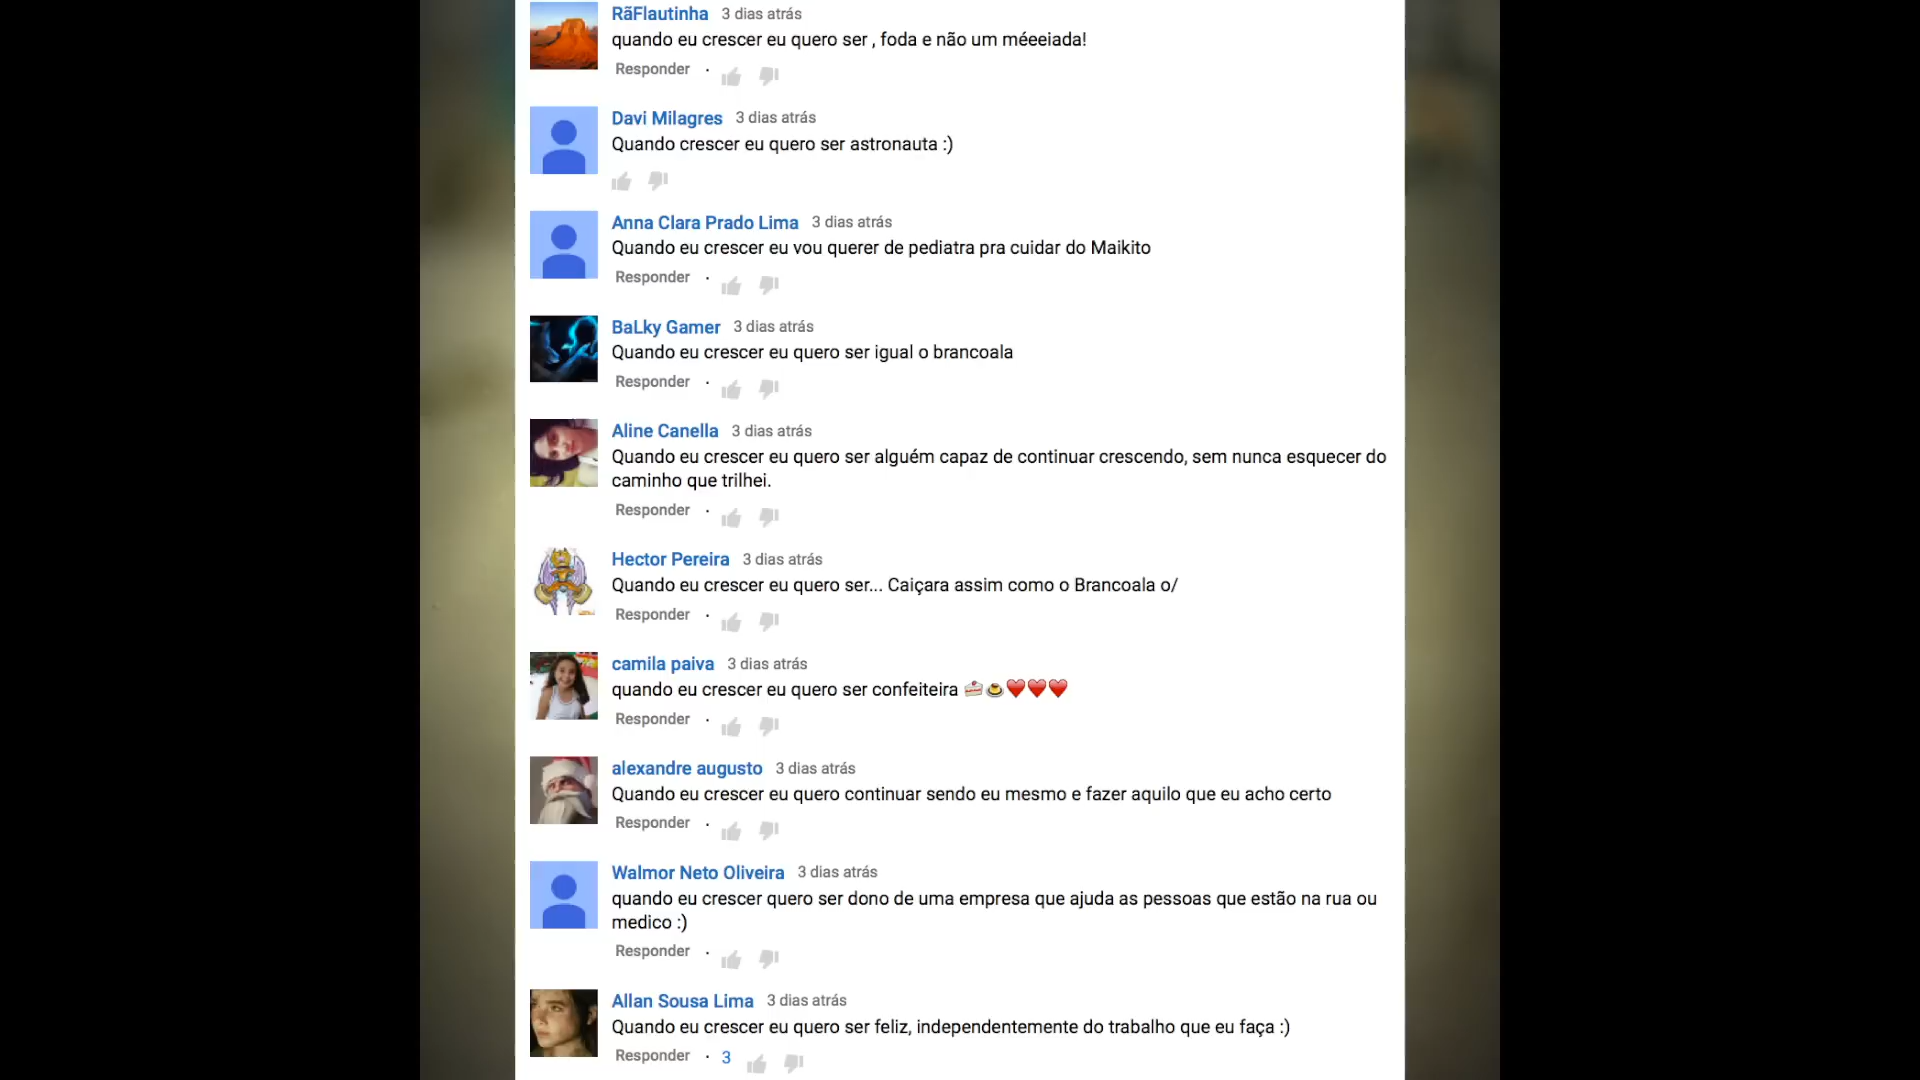 RãFlautinha 3 dias atrás
quando eu crescer eu quero ser , foda e não um méeeiada!
Responder ·
Davi Milagres 3 dias atrás
Quando crescer eu quero ser astronauta :)
Anna Clara Prado Lima 3 dias atrás
Quando eu crescer eu vou querer de pediatra pra cuidar do Maikito
Responder ·
BaLky Gamer 3 dias atrás
Quando eu crescer eu quero ser igual o brancoala
Responder ·
Aline Canella 3 dias atrás
Quando eu crescer eu quero ser alguém capaz de continuar crescendo, sem nunca esquecer do
caminho que trilhei.
Responder ·
Hector Pereira 3 dias atrás
Quando eu crescer eu quero ser... Caiçara assim como o Brancoala o/
Responder ·
camila paiva 3 dias atrás
quando eu crescer eu quero ser confeiteira 🍰🍮❤️❤️❤️
Responder ·
alexandre augusto 3 dias atrás
Quando eu crescer eu quero continuar sendo eu mesmo e fazer aquilo que eu acho certo
Responder ·
Walmor Neto Oliveira 3 dias atrás
quando eu crescer quero ser dono de uma empresa que ajuda as pessoas que estão na rua ou
medico :)
Responder ·
Allan Sousa Lima 3 dias atrás
Quando eu crescer eu quero ser feliz, independentemente do trabalho que eu faça :)
Responder · 3